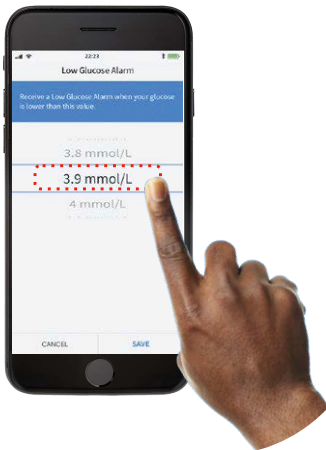 22:23
Low Glucose Alarm
Receive a Low Glucose Alarm when your glucose
is lower than this value.
3.8 mmol/L
3.9 mmol/L
4 mmol/L
CANCEL SAVE